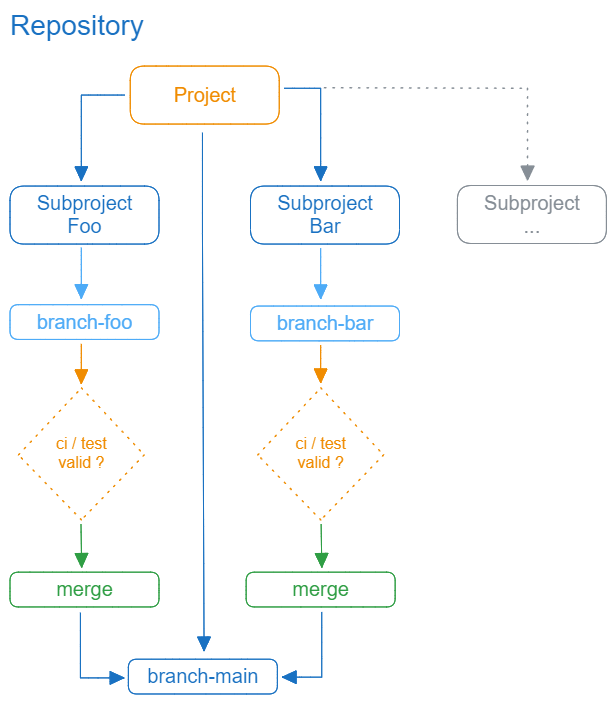 Repository
Project
Subproject
Foo
Subproject
Bar
Subproject
...
branch-foo
branch-bar
ci / test
valid ?
ci / test
valid ?
merge
merge
branch-main